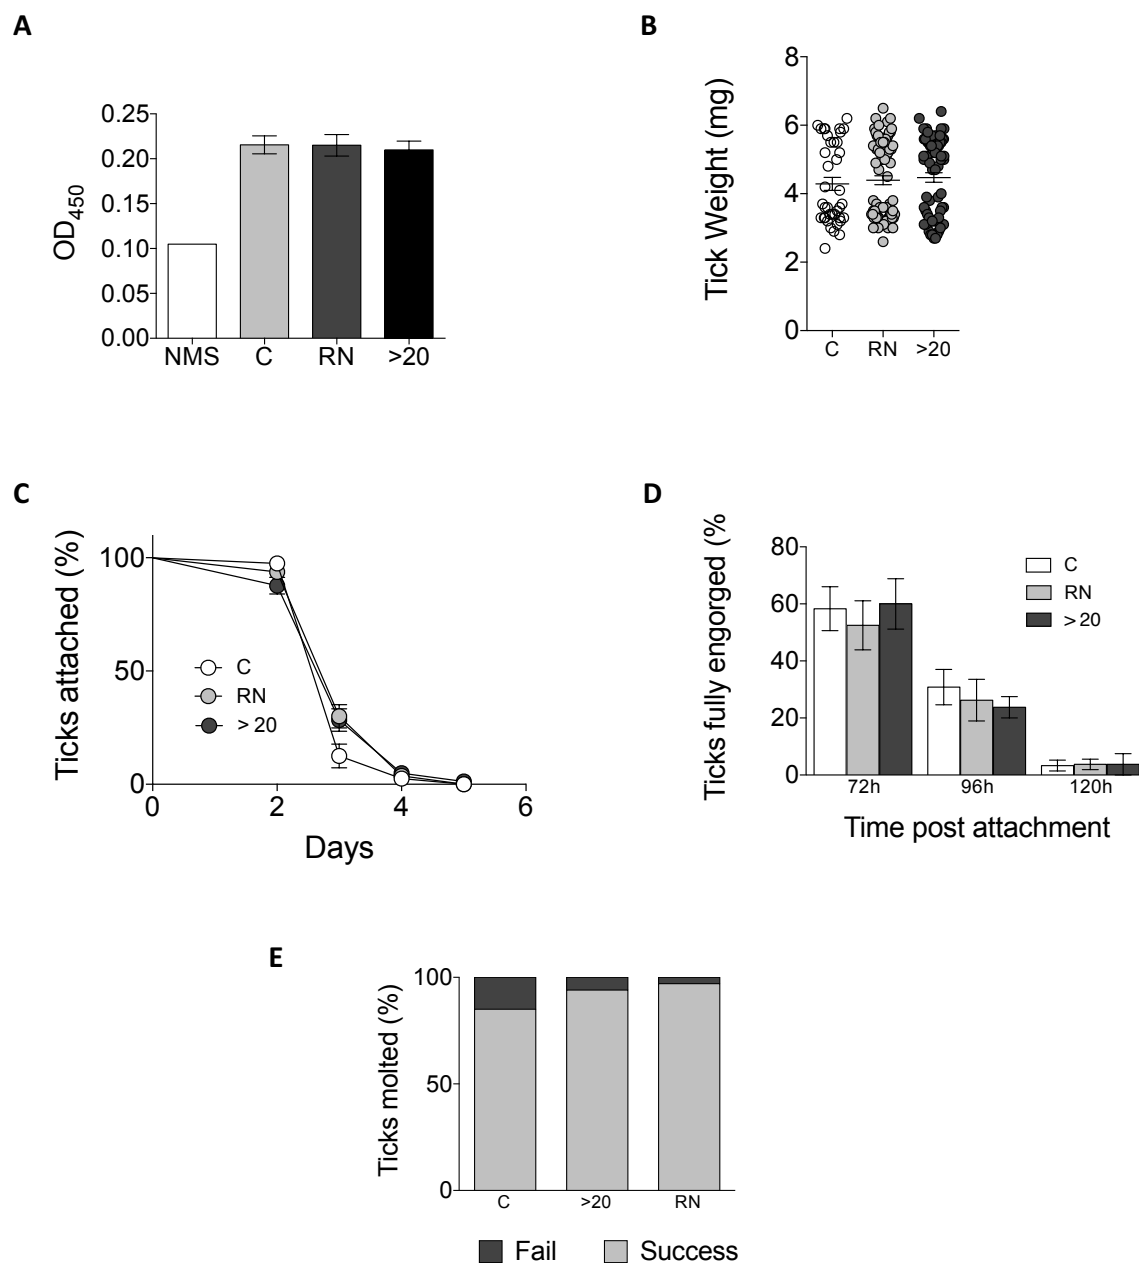 A
OD450
0.25
0.20
0.15
0.10
0.05
0.00
NMS C RN >20
B
Tick Weight (mg)
8
6
4
2
0
C RN >20
C
Ticks attached (%)
100
50
0
C
RN
>20
0 2 4 6
Days
D
Ticks fully engorged (%
80
60
40
20
0
C
RN
>20
72h 96h 120h
Time post attachment
E
Ticks molted (%)
100
50
0
C >20 RN
Fail Success